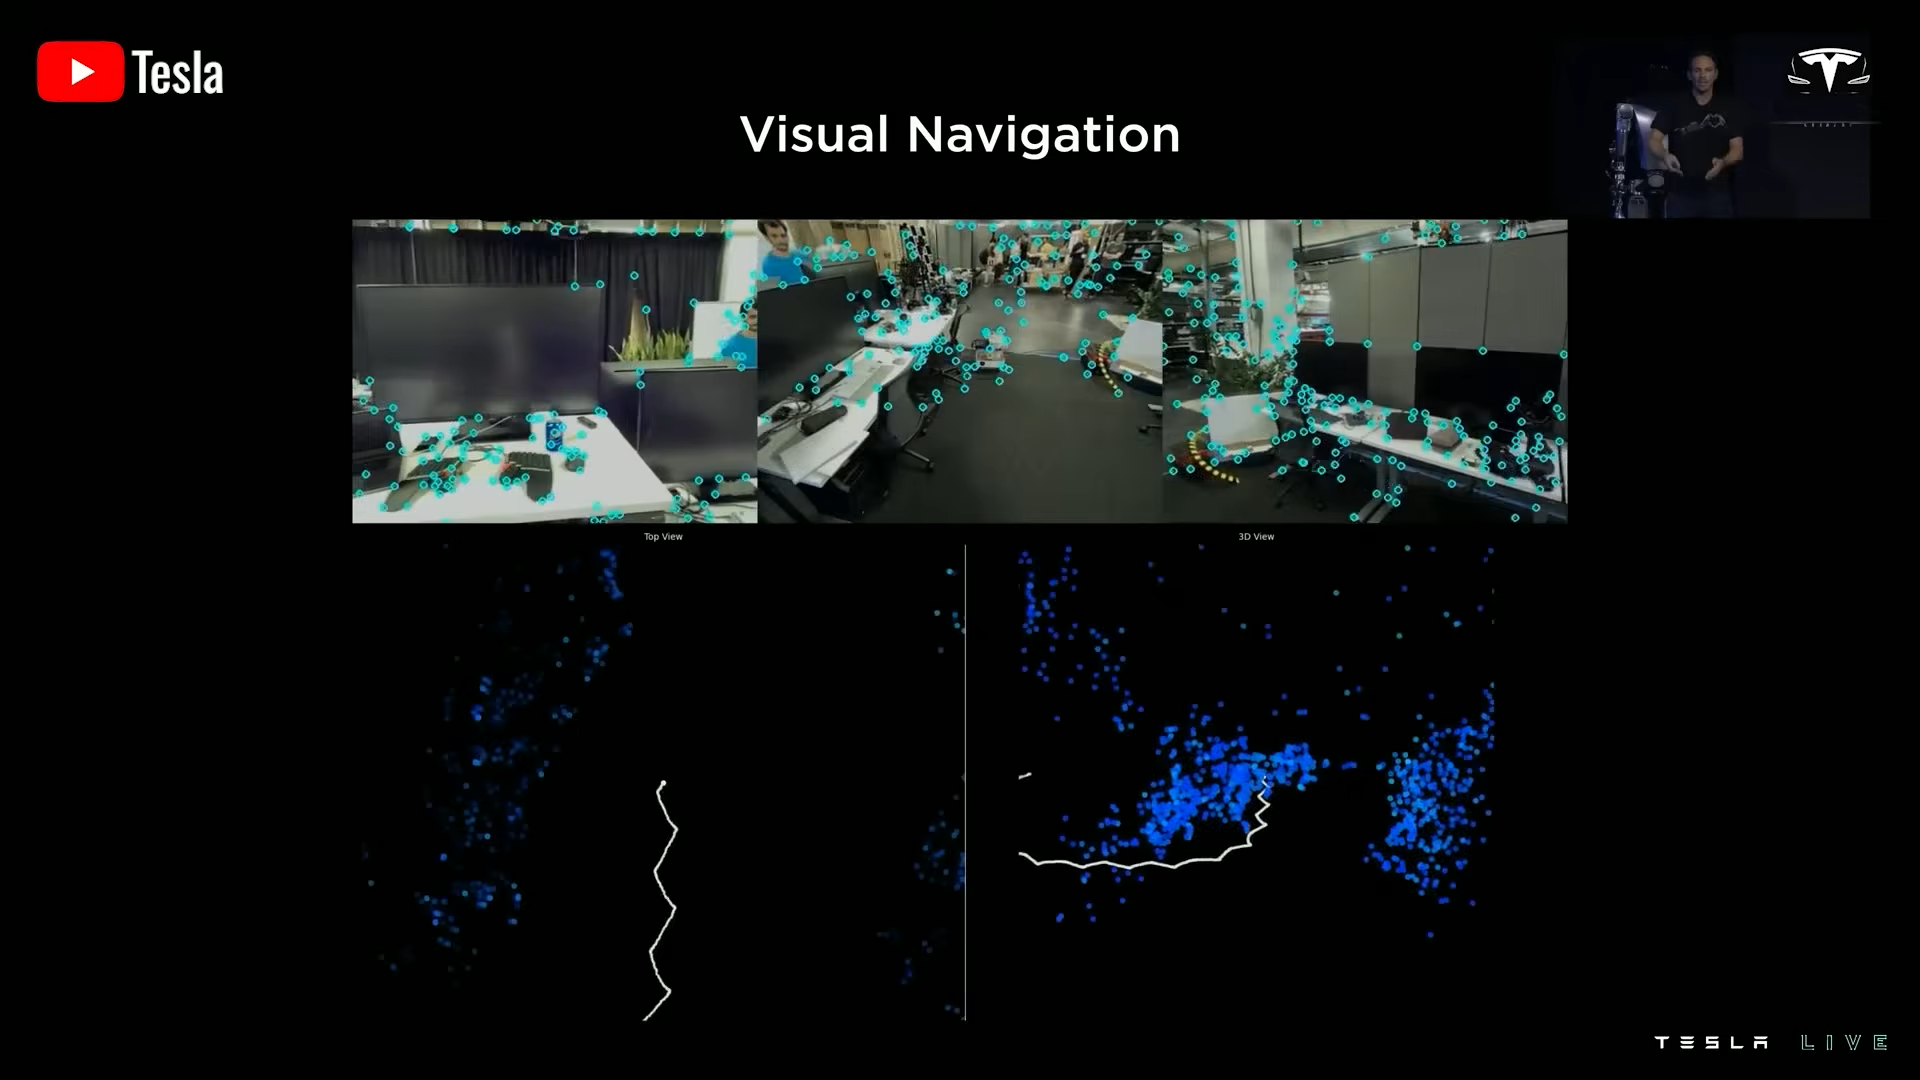 Tesla
Visual Navigation
Top View
3D View
TESLA LIVE